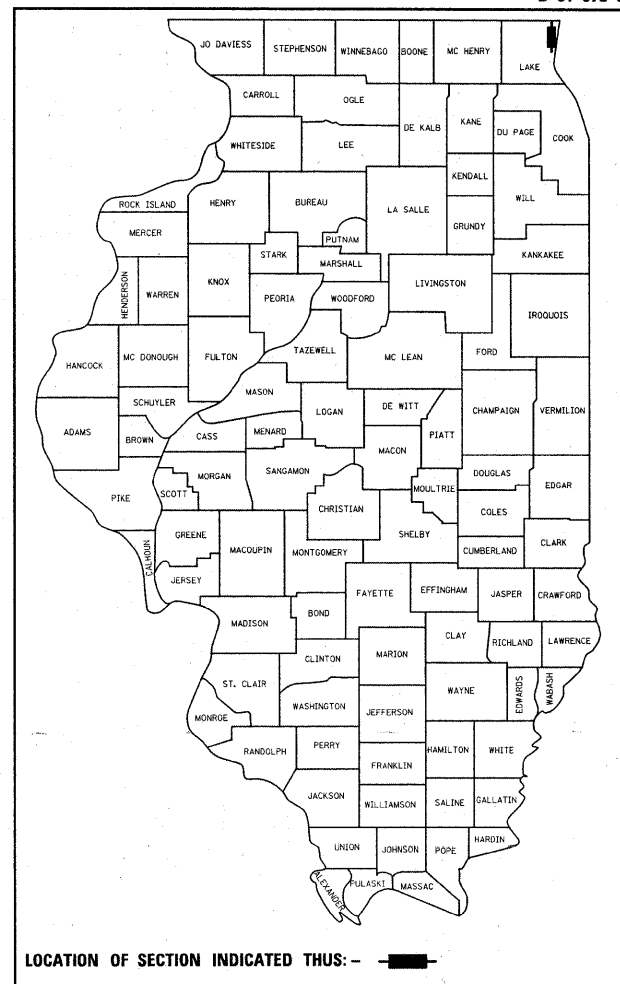 JO DAVIESS STEPHENSON WINNEBAGO BOONE MC HENRY LAKE
CARROLL OGLE DE KALB KANE DU PAGE COOK
WHITESIDE LEE
KENDALL WILL
ROCK ISLAND HENRY BUREAU LA SALLE GRUNDY
MERCER PUTNAM
STARK MARSHALL KANKAKEE
HENDERSON WARREN KNOX PEORIA WOODFORD LIVINGSTON IROQUOIS
HANCOCK MC DONOUGH FULTON TAZEWELL MC LEAN FORD
MASON
SCHUYLER LOGAN DE WITT CHAMPAIGN VERMILION
ADAMS BROWN CASS MENARD PIATT
MACON
MORGAN SANGAMON DOUGLAS EDGAR
PIKE SCOTT CHRISTIAN MOULTRIE
COLES
GREENE MACOUPIN MONTGOMERY SHELBY
CALHOUN CUMBERLAND CLARK
JERSEY
FAYETTE EFFINGHAM JASPER CRAWFORD
MADISON BOND
CLAY RICHLAND LAWRENCE
CLINTON MARION
ST. CLAIR WAYNE EDWARDS WABASH
WASHINGTON JEFFERSON
MONROE
RANDOLPH PERRY HAMILTON WHITE
FRANKLIN
JACKSON WILLIAMSON SALINE GALLATIN
UNION JOHNSON POPE HARDIN
ALEXANDER PULASKI MASSAC
LOCATION OF SECTION INDICATED THUS: -